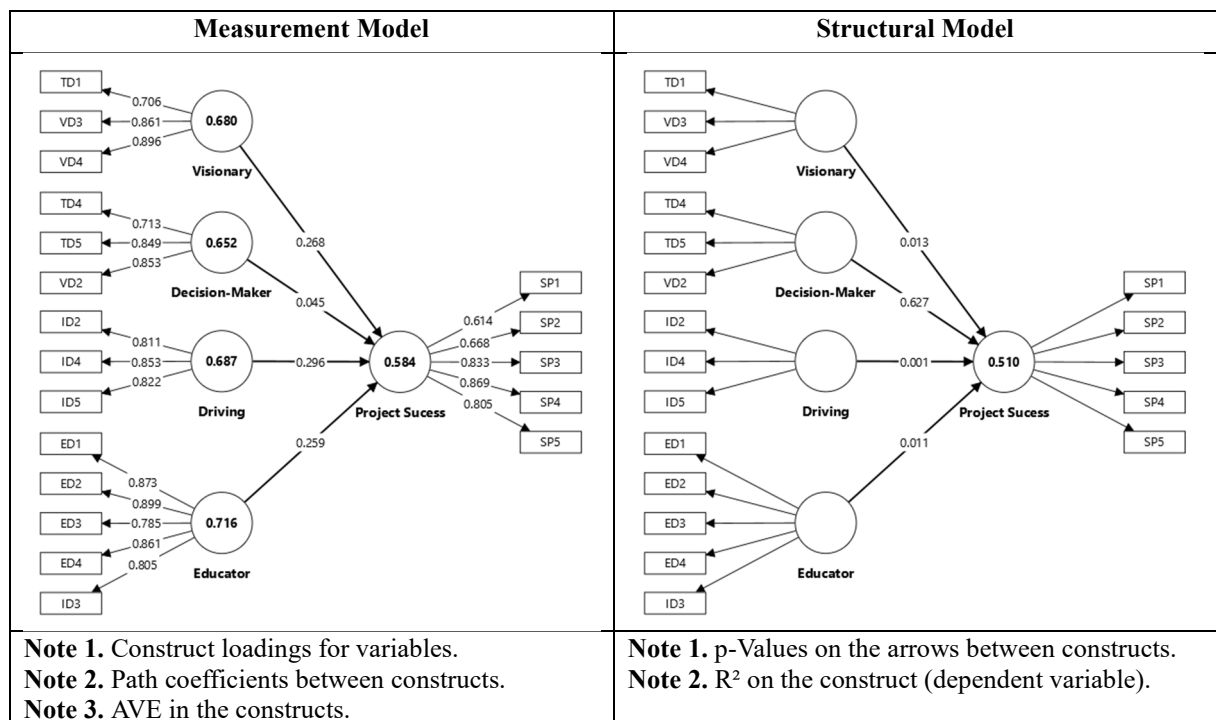 Measurement Model
TD1
VD3
VD4
0.706
0.861
0.896
0.680
Visionary
TD4
TD5
VD2
0.713
0.849
0.853
0.652
Decision-Maker
ID2
ID4
ID5
0.811
0.853
0.822
0.687
Driving
ED1
ED2
ED3
ED4
ID3
0.873
0.899
0.785
0.861
0.805
0.716
Educator
0.268
0.045
0.296
0.259
0.584
Project Sucess
0.614
0.668
0.833
0.869
0.805
SP1
SP2
SP3
SP4
SP5
Note 1. Construct loadings for variables.
Note 2. Path coefficients between constructs.
Note 3. AVE in the constructs.
Structural Model
TD1
VD3
VD4
Visionary
TD4
TD5
VD2
Decision-Maker
ID2
ID4
ID5
Driving
ED1
ED2
ED3
ED4
ID3
Educator
0.013
0.627
0.001
0.011
0.510
Project Sucess
SP1
SP2
SP3
SP4
SP5
Note 1. p-Values on the arrows between constructs.
Note 2. R² on the construct (dependent variable).